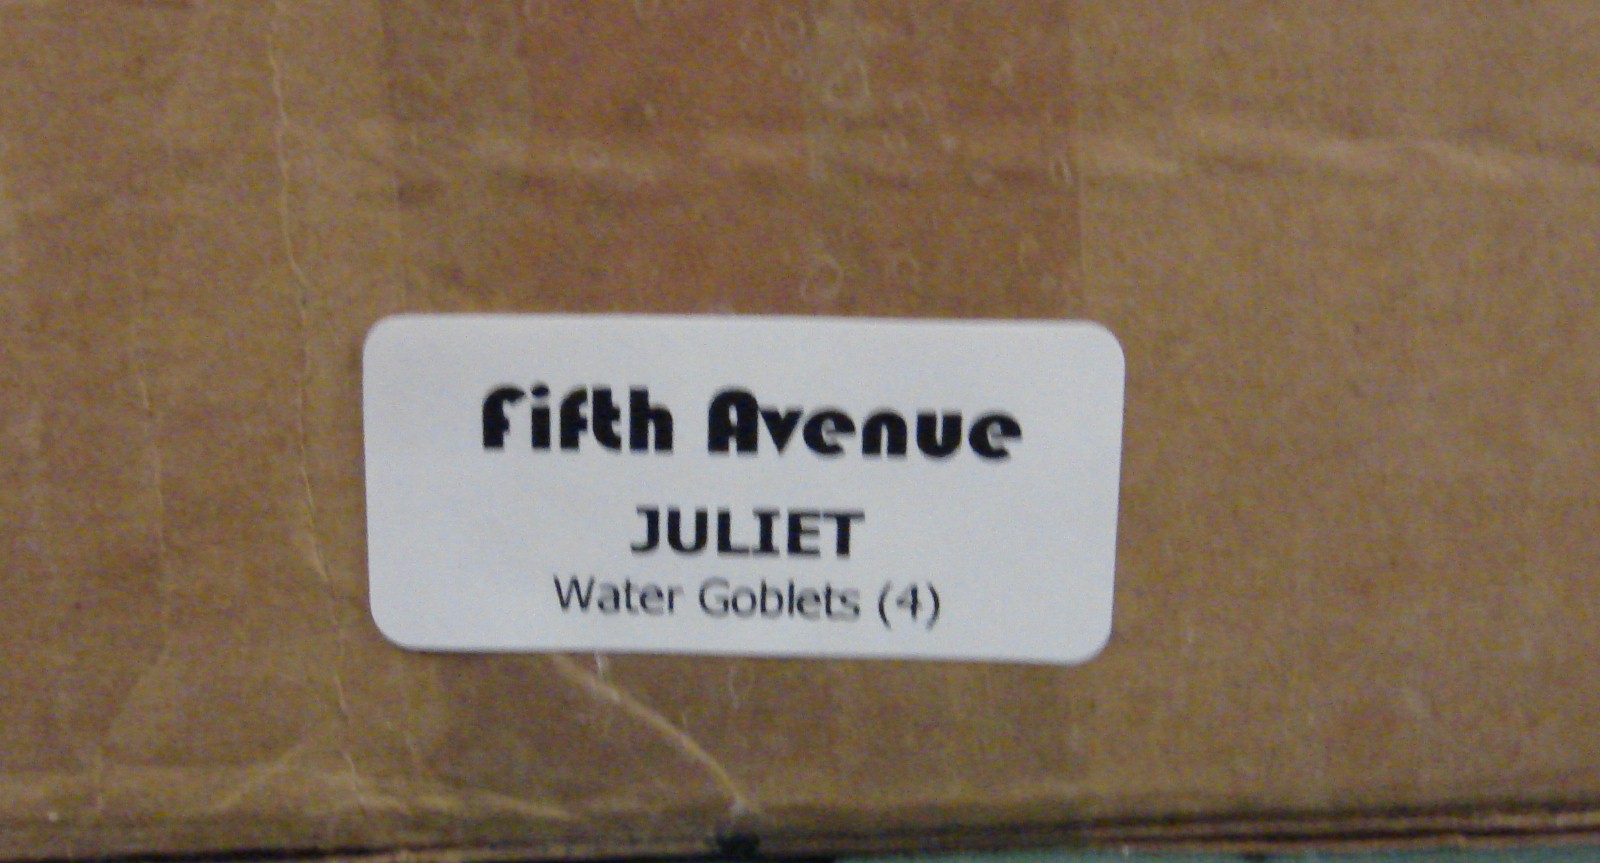 Fifth Avenue
JULIET
Water Goblets (4)